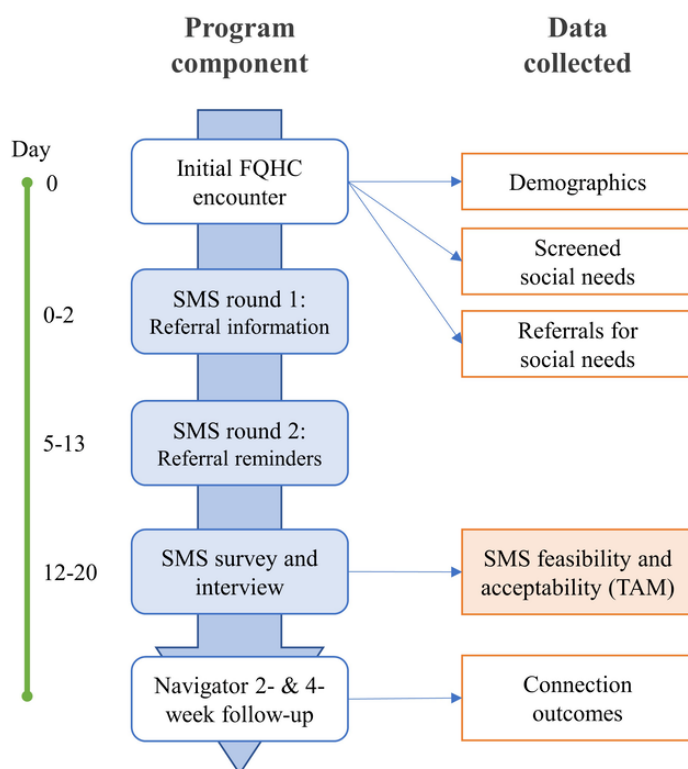 Program
component
Data
collected
Day
0
Initial FQHC
encounter
Demographics
Screened
social needs
0-2
SMS round 1:
Referral information
Referrals for
social needs
5-13
SMS round 2:
Referral reminders
12-20
SMS survey and
interview
SMS feasibility and
acceptability (TAM)
Navigator 2- & 4-
week follow-up
Connection
outcomes